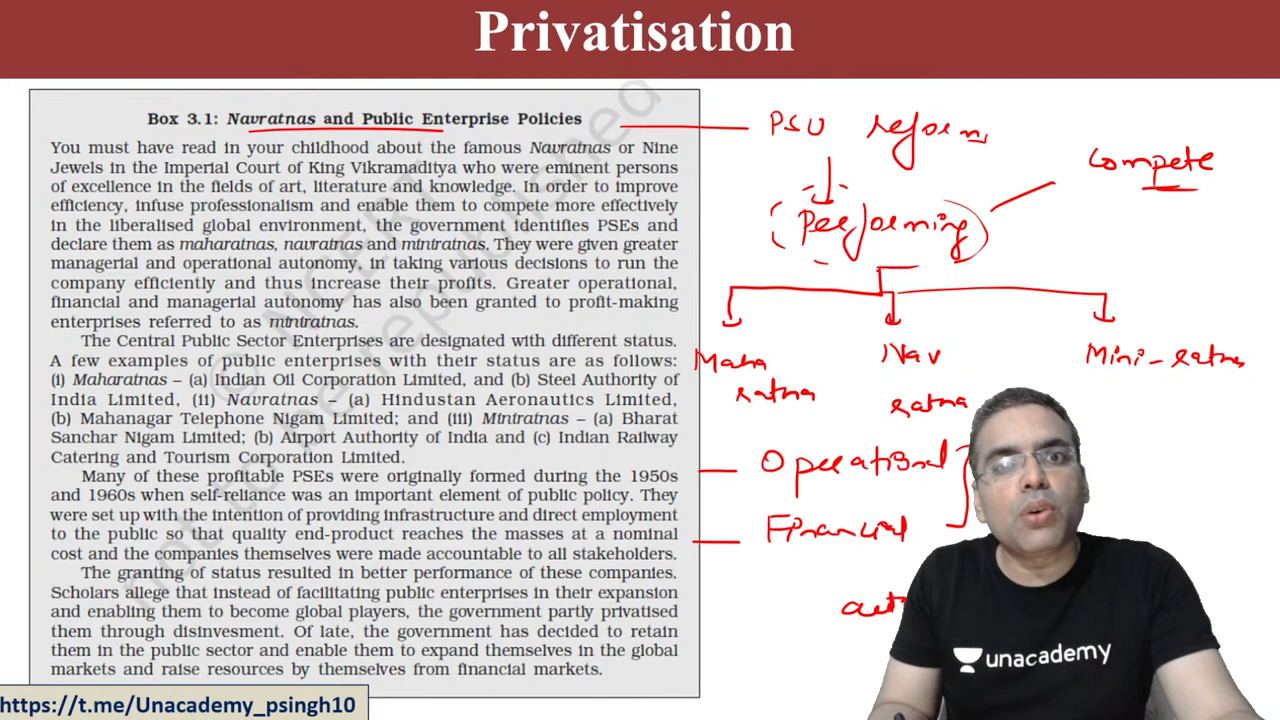 Privatisation
Box 3.1: Navratnas and Public Enterprise Policies
You must have read in your childhood about the famous Navratnas or Nine
Jewels in the Imperial Court of King Vikramaditya who were eminent persons
of excellence in the fields of art, literature and knowledge. In order to improve
efficiency, infuse professionalism and enable them to compete more effectively
in the liberalised global environment, the government identifies PSEs and
declare them as maharatnas, navratnas and miniratnas. They were given greater
managerial and operational autonomy, in taking various decisions to run the
company efficiently and thus increase their profits. Greater operational,
financial and managerial autonomy has also been granted to profit-making
enterprises referred to as miniratnas.
The Central Public Sector Enterprises are designated with different status.
A few examples of public enterprises with their status are as follows:
(i) Maharatnas – (a) Indian Oil Corporation Limited, and (b) Steel Authority of
India Limited, (ii) Navratnas – (a) Hindustan Aeronautics Limited,
(b) Mahanagar Telephone Nigam Limited; and (iii) Miniratnas – (a) Bharat
Sanchar Nigam Limited; (b) Airport Authority of India and (c) Indian Railway
Catering and Tourism Corporation Limited.
Many of these profitable PSEs were originally formed during the 1950s
and 1960s when self-reliance was an important element of public policy. They
were set up with the intention of providing infrastructure and direct employment
to the public so that quality end-product reaches the masses at a nominal
cost and the companies themselves were made accountable to all stakeholders.
The granting of status resulted in better performance of these companies.
Scholars allege that instead of facilitating public enterprises in their expansion
and enabling them to become global players, the government partly privatised
them through disinvesment. Of late, the government has decided to retain
them in the public sector and enable them to expand themselves in the global
markets and raise resources by themselves from financial markets.
© NCERT
not to be republished
PSU reforms
Compete
Performing
Maha
ratna
Nav
ratna
Mini-ratna
Operational
Financial
unacademy
https://t.me/Unacademy_psingh10